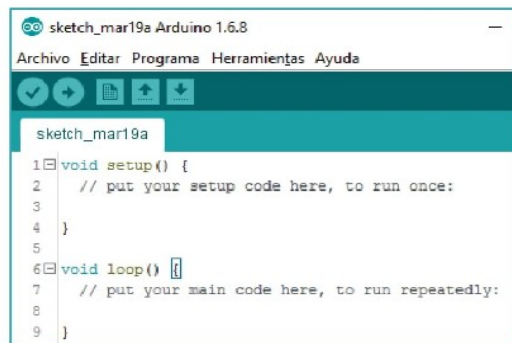 sketch_mar19a Arduino 1.6.8
Archivo Editar Programa Herramientas Ayuda
sketch_mar19a
1 void setup() {
2 // put your setup code here, to run once:
3
4 }
5
6 void loop() {
7 // put your main code here, to run repeatedly:
8
9 }